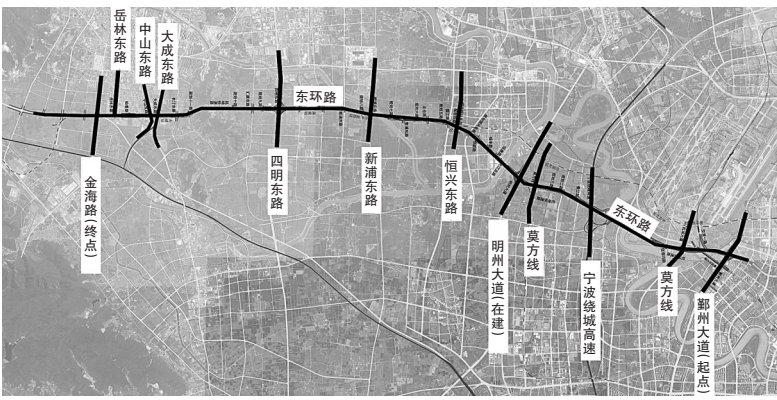 岳林东路
中山东路
大成东路
东环路
金海路(终点)
四明东路
新浦东路
恒兴东路
明州大道(在建)
莫方线
宁波绕城高速
东环路
莫方线
鄞州大道(起点)